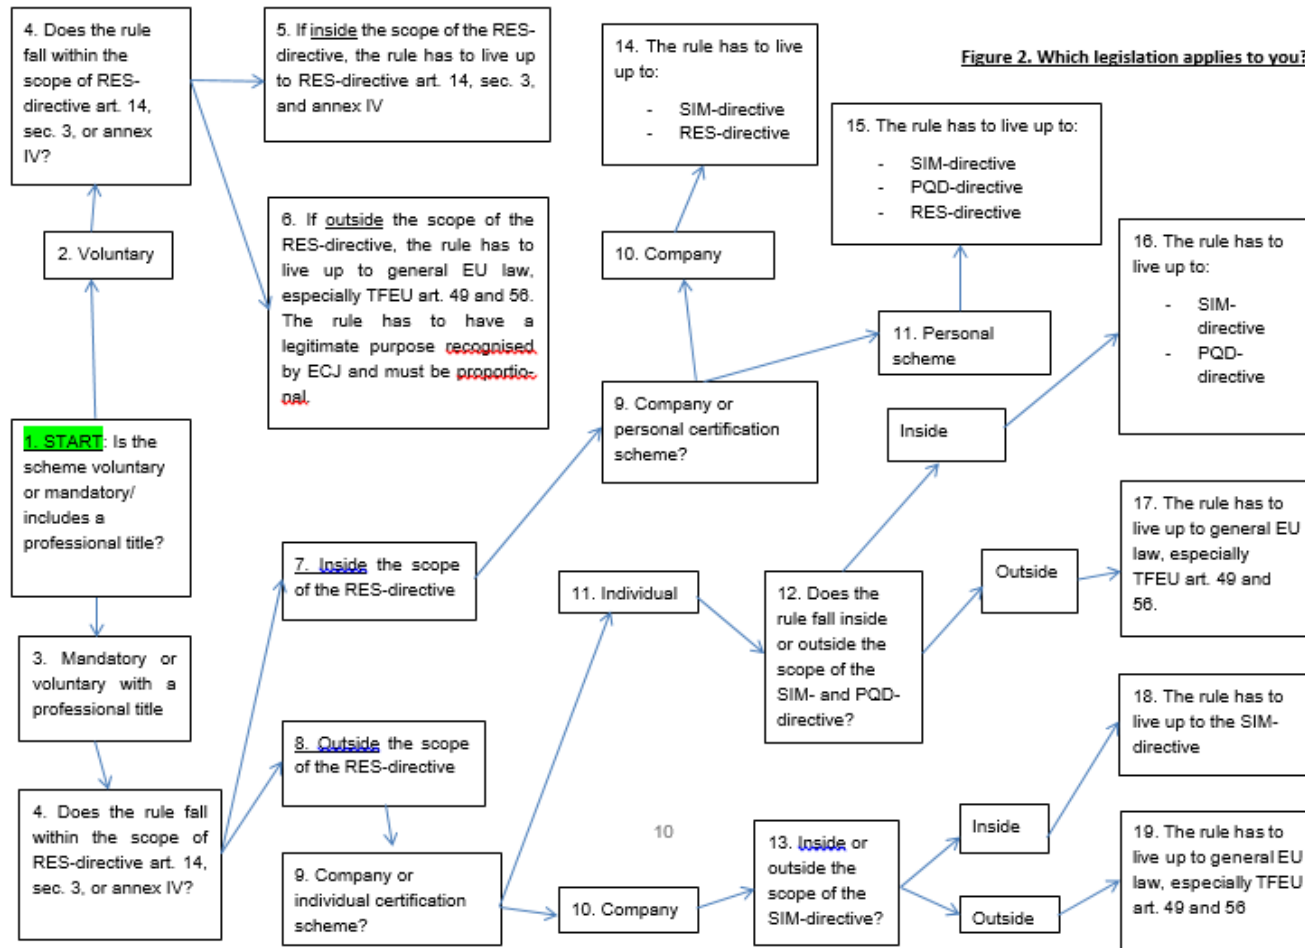 4. Does the rule
fall within the
scope of RES-
directive art. 14,
sec. 3, or annex
IV?
5. If inside the scope of the RES-
directive, the rule has to live up
to RES-directive art. 14, sec. 3,
and annex IV
14. The rule has to live
up to:
- SIM-directive
- RES-directive
Figure 2. Which legislation applies to you?
15. The rule has to live up to:
- SIM-directive
- PQD-directive
- RES-directive
2. Voluntary
6. If outside the scope of the
RES-directive, the rule has to
live up to general EU law,
especially TFEU art. 49 and 56.
The rule has to have a
legitimate purpose recognised
by ECJ and must be proportio-
nal.
10. Company
16. The rule has to
live up to:
- SIM-
directive
- PQD-
directive
11. Personal
scheme
9. Company or
personal certification
scheme?
Inside
1. START: Is the
scheme voluntary
or mandatory/
includes a
professional title?
7. Inside the scope
of the RES-directive
11. Individual
12. Does the
rule fall inside
or outside the
scope of the
SIM- and PQD-
directive?
Outside
17. The rule has to
live up to general EU
law, especially
TFEU art. 49 and
56.
3. Mandatory or
voluntary with a
professional title
8. Outside the scope
of the RES-directive
18. The rule has to
live up to the SIM-
directive
4. Does the rule fall
within the scope of
RES-directive art. 14,
sec. 3, or annex IV?
9. Company or
individual certification
scheme?
10
10. Company
13. Inside or
outside the
scope of the
SIM-directive?
Inside
Outside
19. The rule has to
live up to general EU
law, especially TFEU
art. 49 and 56